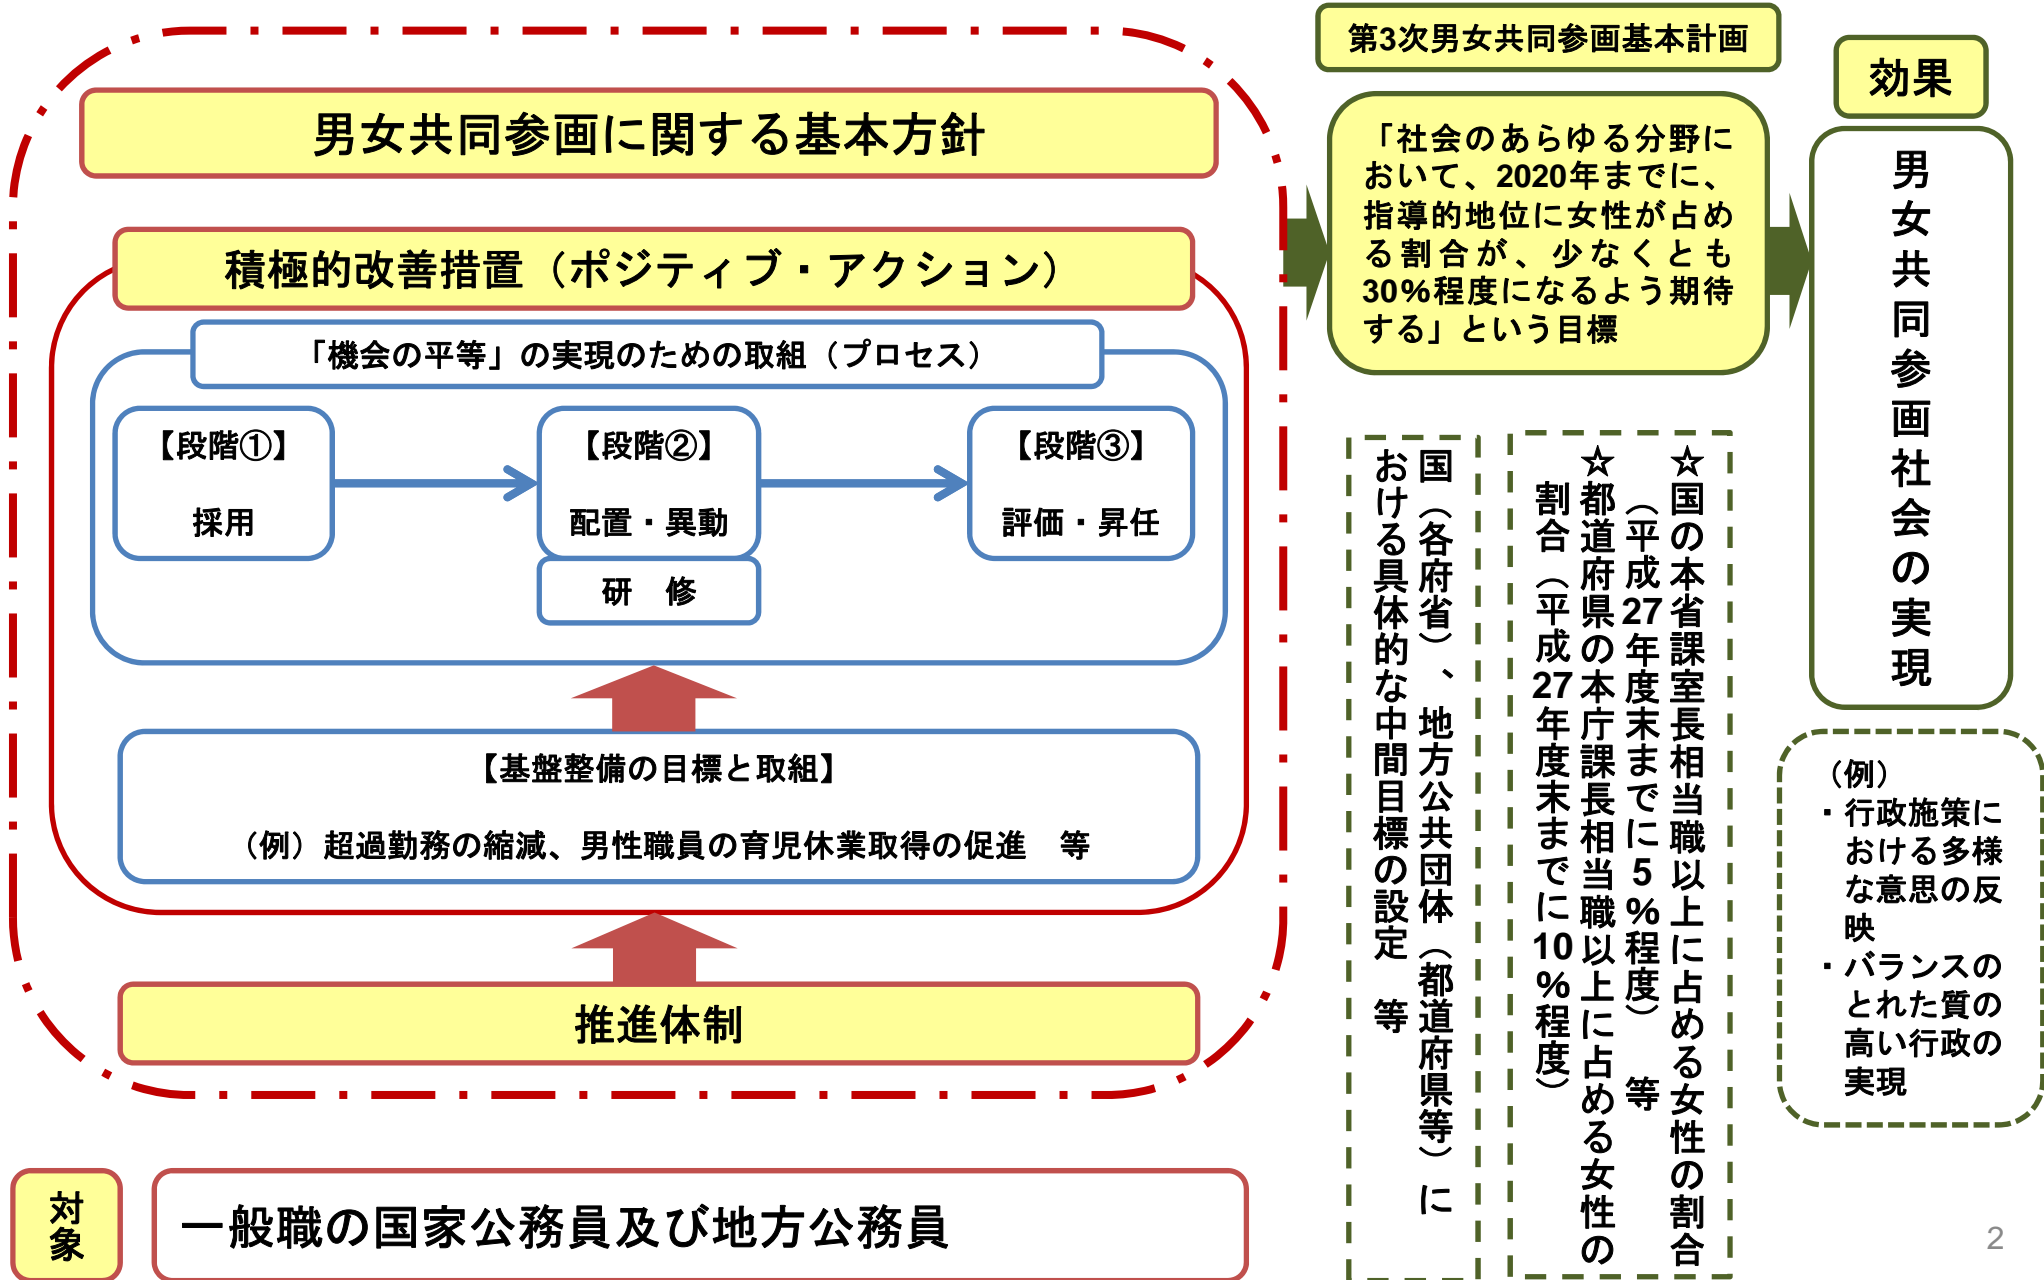 男女共同参画に関する基本方針
積極的改善措置（ポジティブ・アクション）
「機会の平等」の実現のための取組（プロセス）
【段階①】
採用
【段階②】
配置・異動
研　修
【段階③】
評価・昇任
【基盤整備の目標と取組】
（例）超過勤務の縮減、男性職員の育児休業取得の促進　等
推進体制
対象
一般職の国家公務員及び地方公務員
第3次男女共同参画基本計画
「社会のあらゆる分野に
おいて、2020年までに、
指導的地位に女性が占め
る割合が、少なくとも
30%程度になるよう期待
する」という目標
☆国の本省課室長相当職以上に占める女性の割合
（平成27年度末までに5%程度）　等
☆都道府県の本庁課長相当職以上に占める女性の
割合（平成27年度末までに10%程度）
国（各府省）、地方公共団体（都道府県等）に
おける具体的な中間目標の設定　等
効果
男女共同参画社会の実現
（例）
・行政施策に
おける多様
な意思の反
映
・バランスの
とれた質の
高い行政の
実現
2